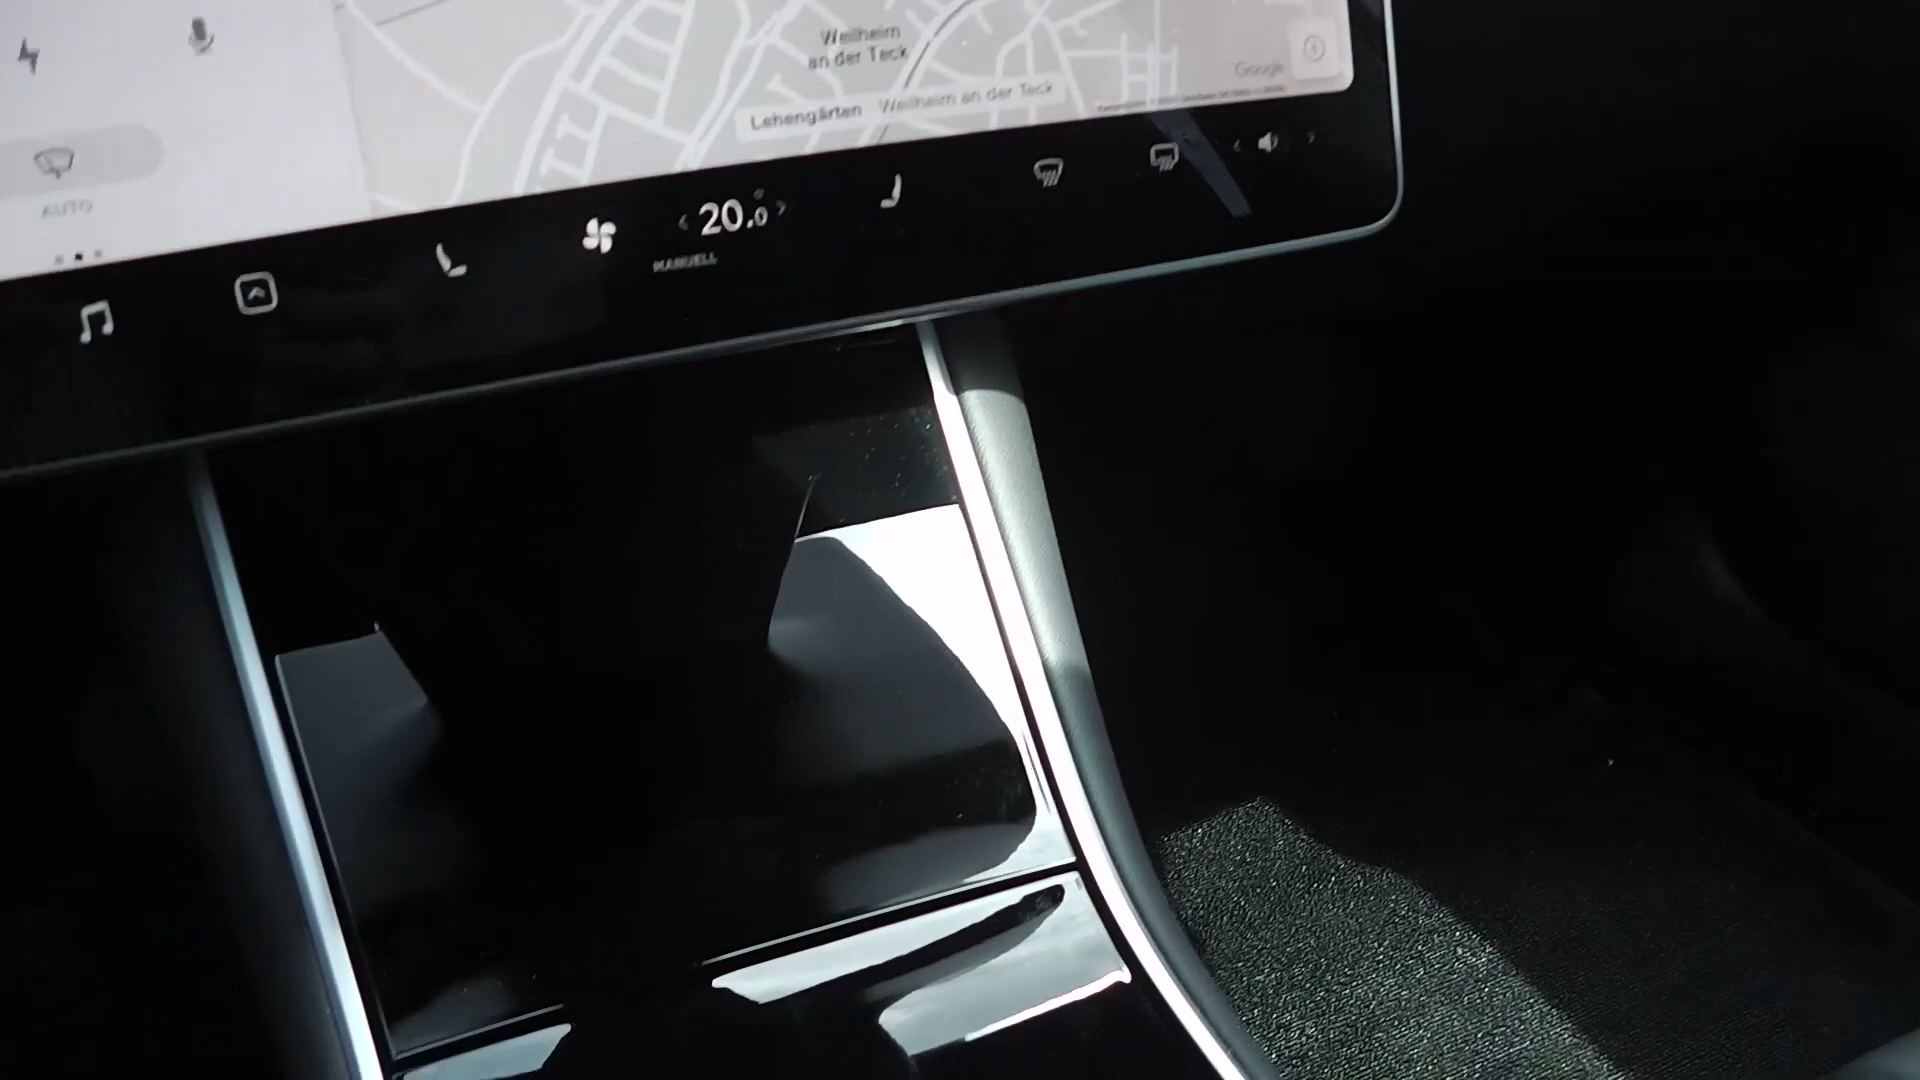 Weilheim
an der Teck
Google
Lehengärten Weilheim an der Teck
AUTO
20.0°
MANUELL